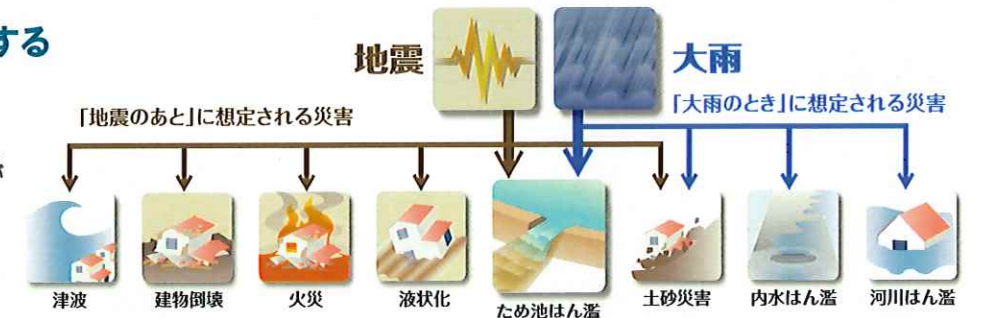 する
地震
大雨
「地震のあと」に想定される災害
「大雨のとき」に想定される災害
が
津波
建物倒壊
火災
液状化
ため池はん濫
土砂災害
内水はん濫
河川はん濫